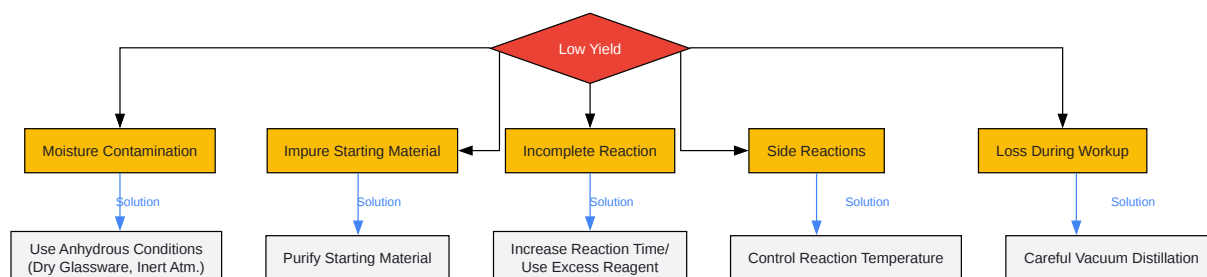 Low Yield
Moisture Contamination
Impure Starting Material
Incomplete Reaction
Side Reactions
Loss During Workup
Solution
Solution
Solution
Solution
Solution
Use Anhydrous Conditions
(Dry Glassware, Inert Atm.)
Purify Starting Material
Increase Reaction Time/
Use Excess Reagent
Control Reaction Temperature
Careful Vacuum Distillation